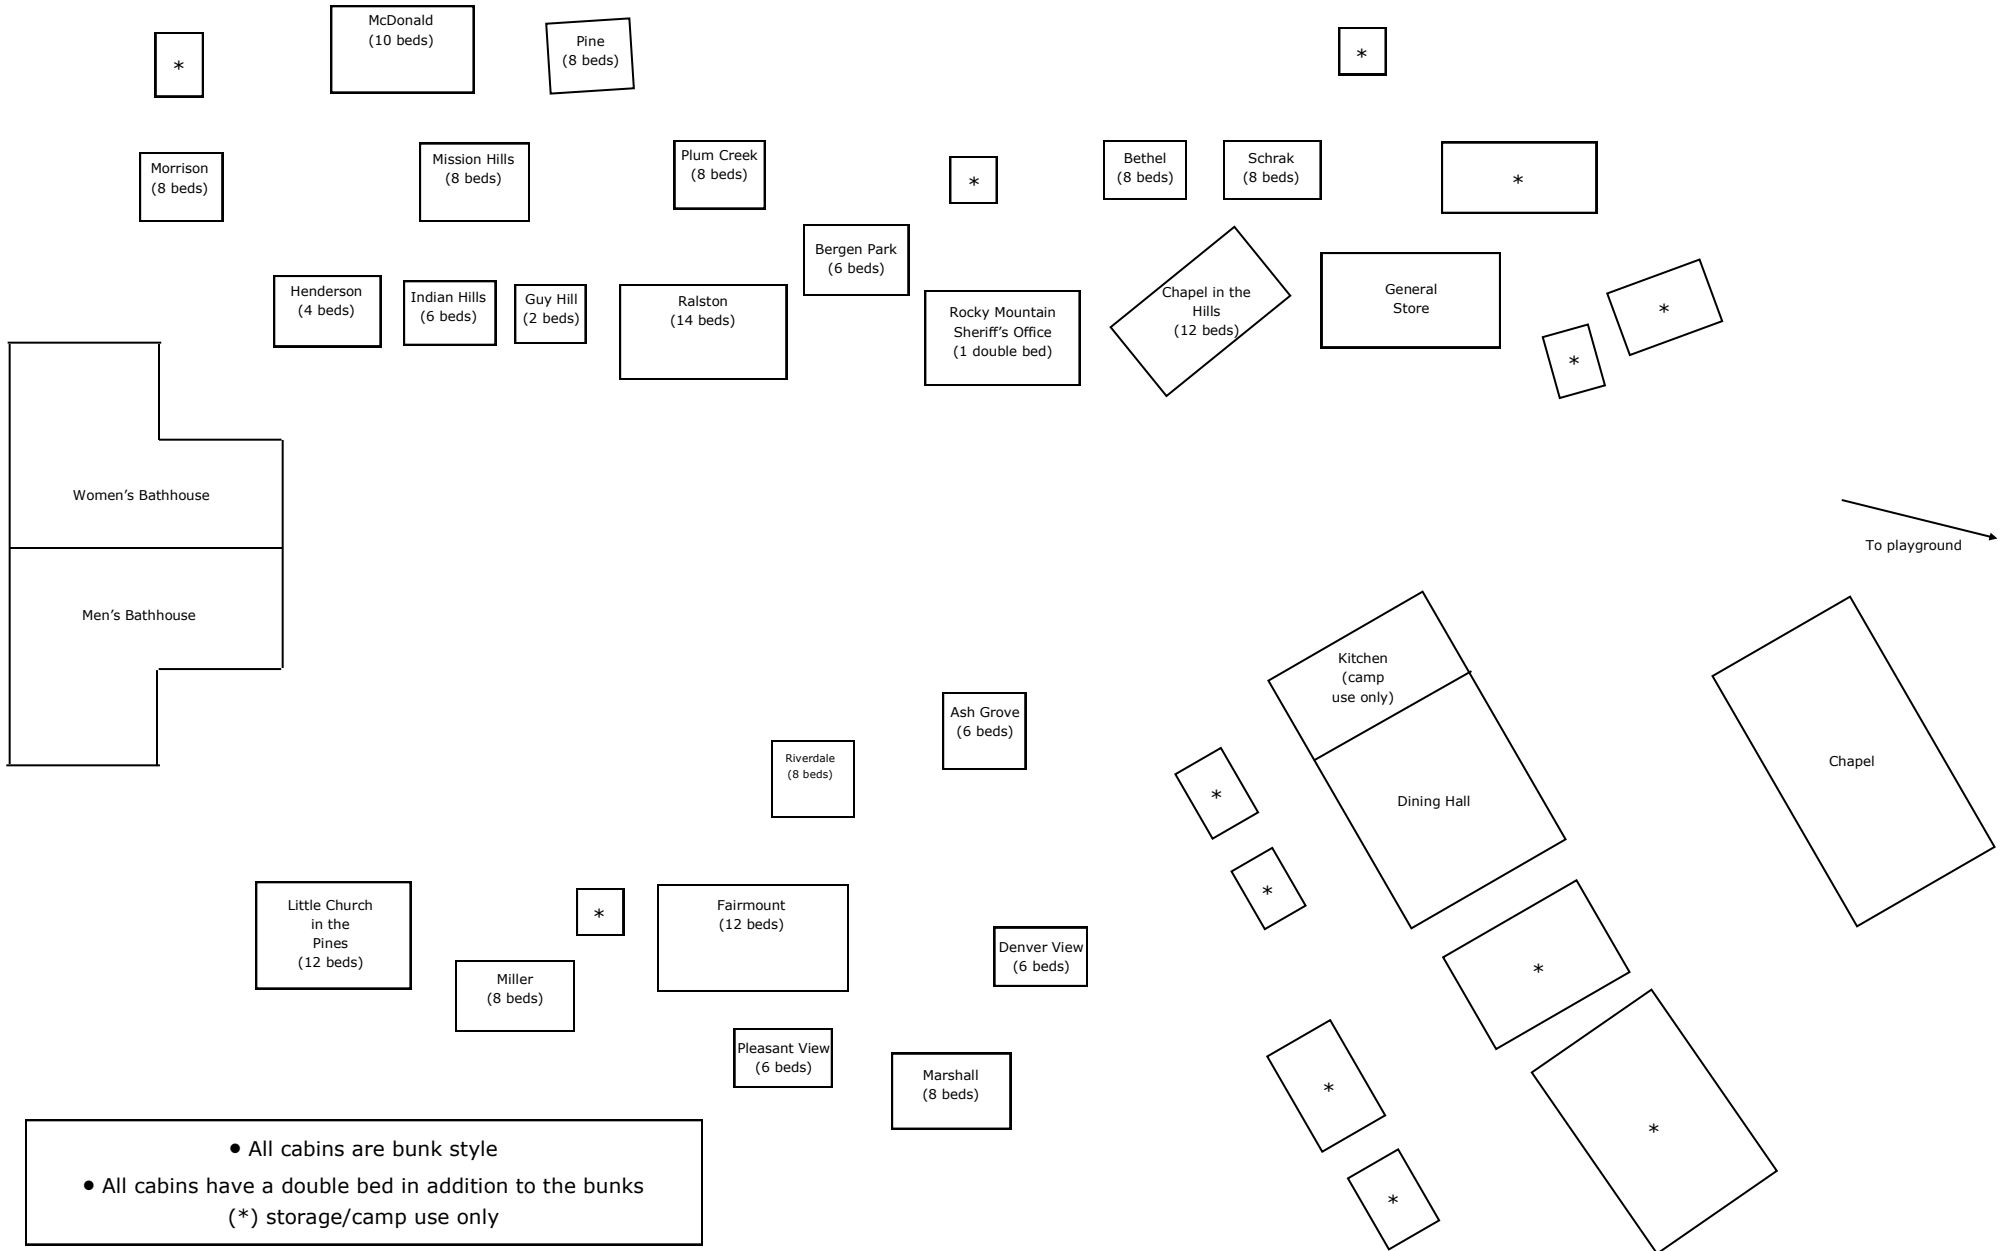 McDonald
(10 beds)
Pine
(8 beds)
*
*
Morrison
(8 beds)
Mission Hills
(8 beds)
Plum Creek
(8 beds)
*
Bethel
(8 beds)
Schrak
(8 beds)
*
Bergen Park
(6 beds)
Henderson
(4 beds)
Indian Hills
(6 beds)
Guy Hill
(2 beds)
Ralston
(14 beds)
Rocky Mountain
Sheriff’s Office
(1 double bed)
Chapel in the
Hills
(12 beds)
General
Store
*
*
Women’s Bathhouse
Men’s Bathhouse
To playground
Kitchen
(camp
use only)
Dining Hall
Chapel
Ash Grove
(6 beds)
Riverdale
(8 beds)
*
*
Little Church
in the
Pines
(12 beds)
*
Miller
(8 beds)
Fairmount
(12 beds)
Denver View
(6 beds)
*
Pleasant View
(6 beds)
Marshall
(8 beds)
*
*
*
• All cabins are bunk style
• All cabins have a double bed in addition to the bunks
(*) storage/camp use only